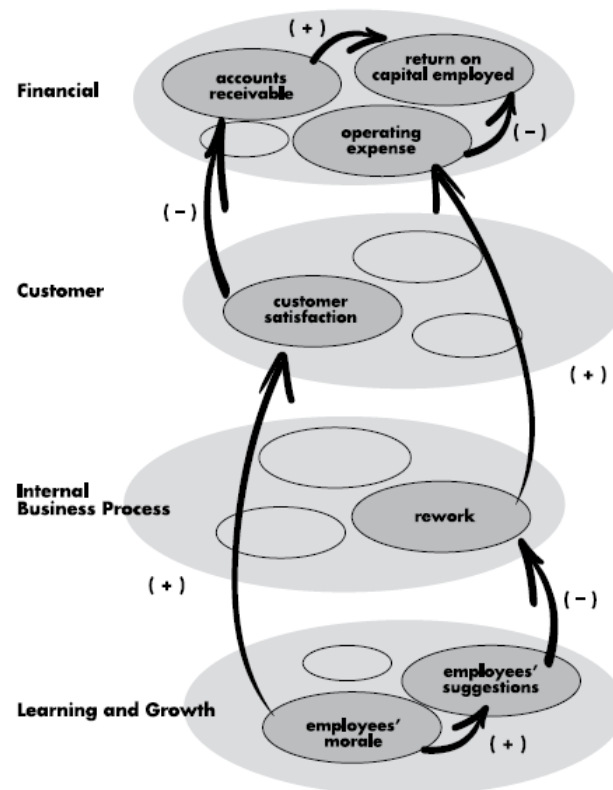 (+)
Financial
accounts
receivable
return on
capital employed
operating
expense
(-)
(-)
Customer
customer
satisfaction
(+)
Internal
Business Process
rework
(+)
(-)
Learning and Growth
employees'
suggestions
employees'
morale
(+)